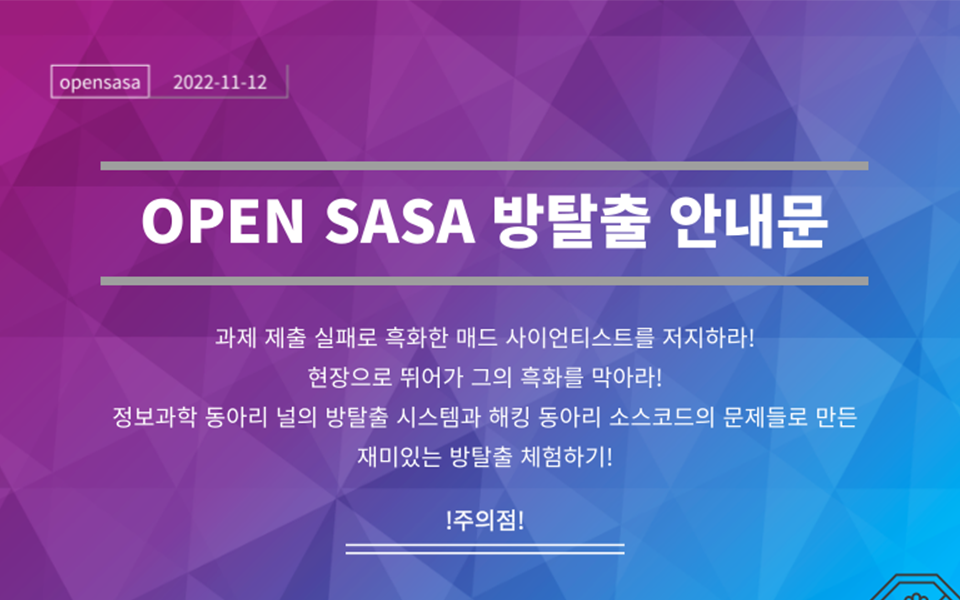 opensasa 2022-11-12
OPEN SASA 방탈출 안내문
과제 제출 실패로 흑화한 매드 사이언티스트를 저지하라!
현장으로 뛰어가 그의 흑화를 막아라!
정보과학 동아리 널의 방탈출 시스템과 해킹 동아리 소스코드의 문제들로 만든
재미있는 방탈출 체험하기!
!주의점!